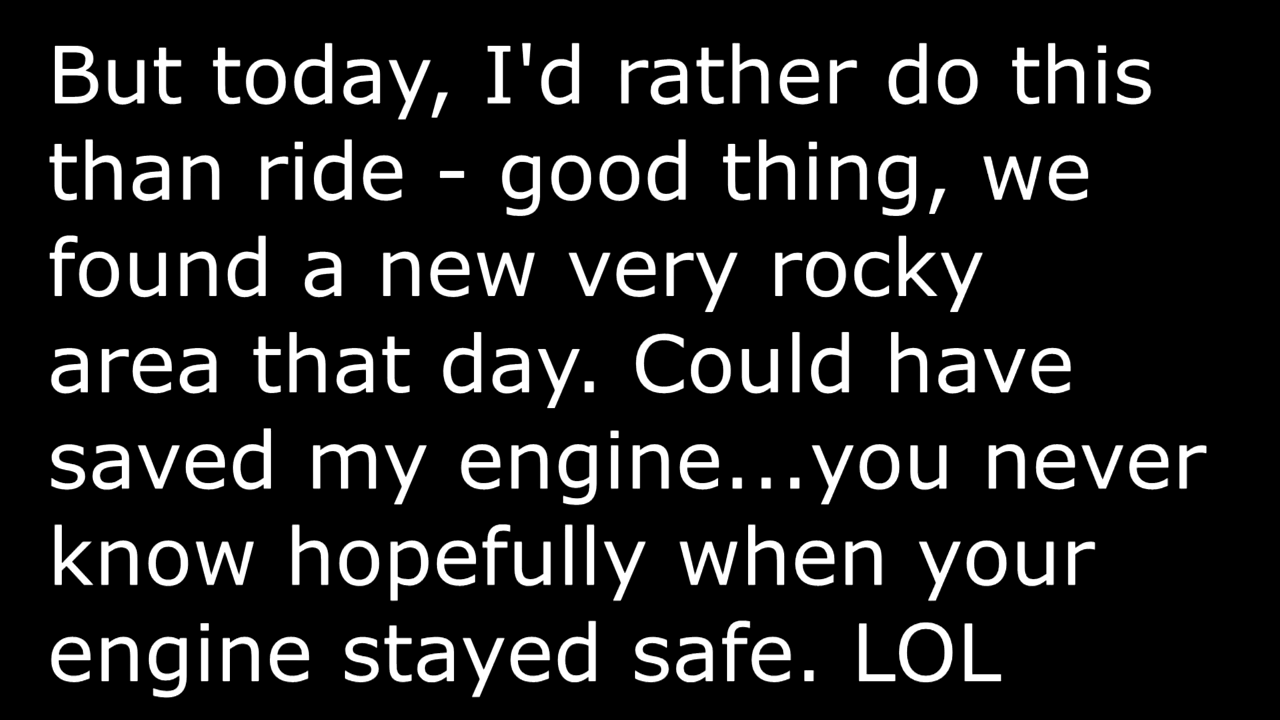 But today, I'd rather do this
than ride - good thing, we
found a new very rocky
area that day. Could have
saved my engine...you never
know hopefully when your
engine stayed safe. LOL